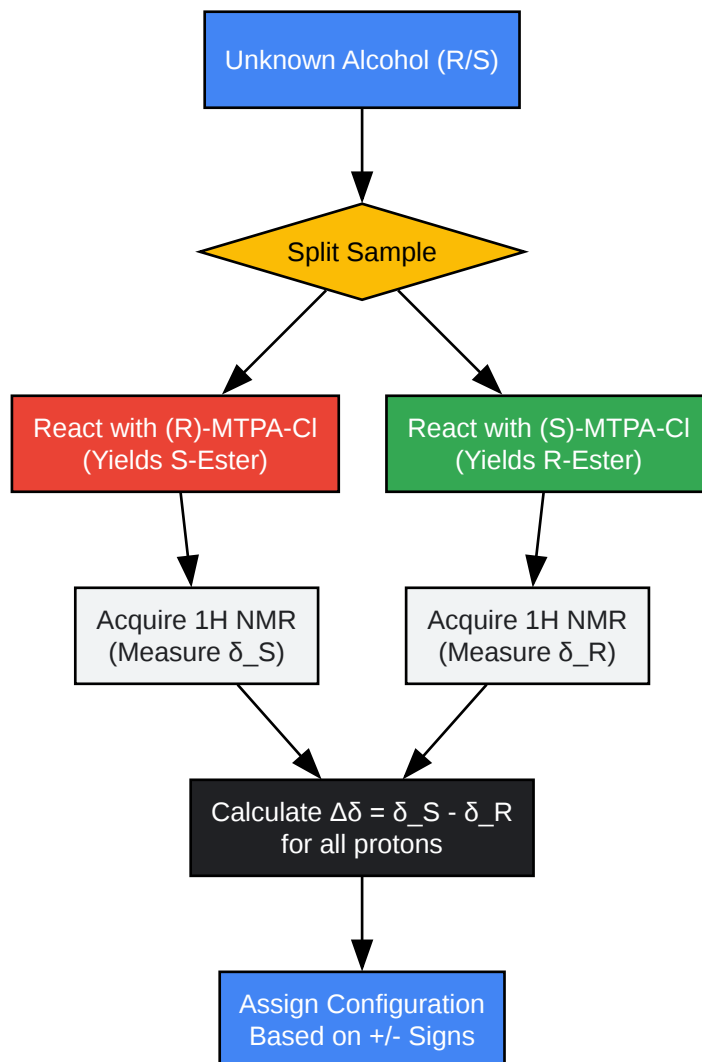 Unknown Alcohol (R/S)
Split Sample
React with (R)-MTPA-Cl
(Yields S-Ester)
React with (S)-MTPA-Cl
(Yields R-Ester)
Acquire 1H NMR
(Measure δ_S)
Acquire 1H NMR
(Measure δ_R)
Calculate Δδ = δ_S - δ_R
for all protons
Assign Configuration
Based on +/- Signs